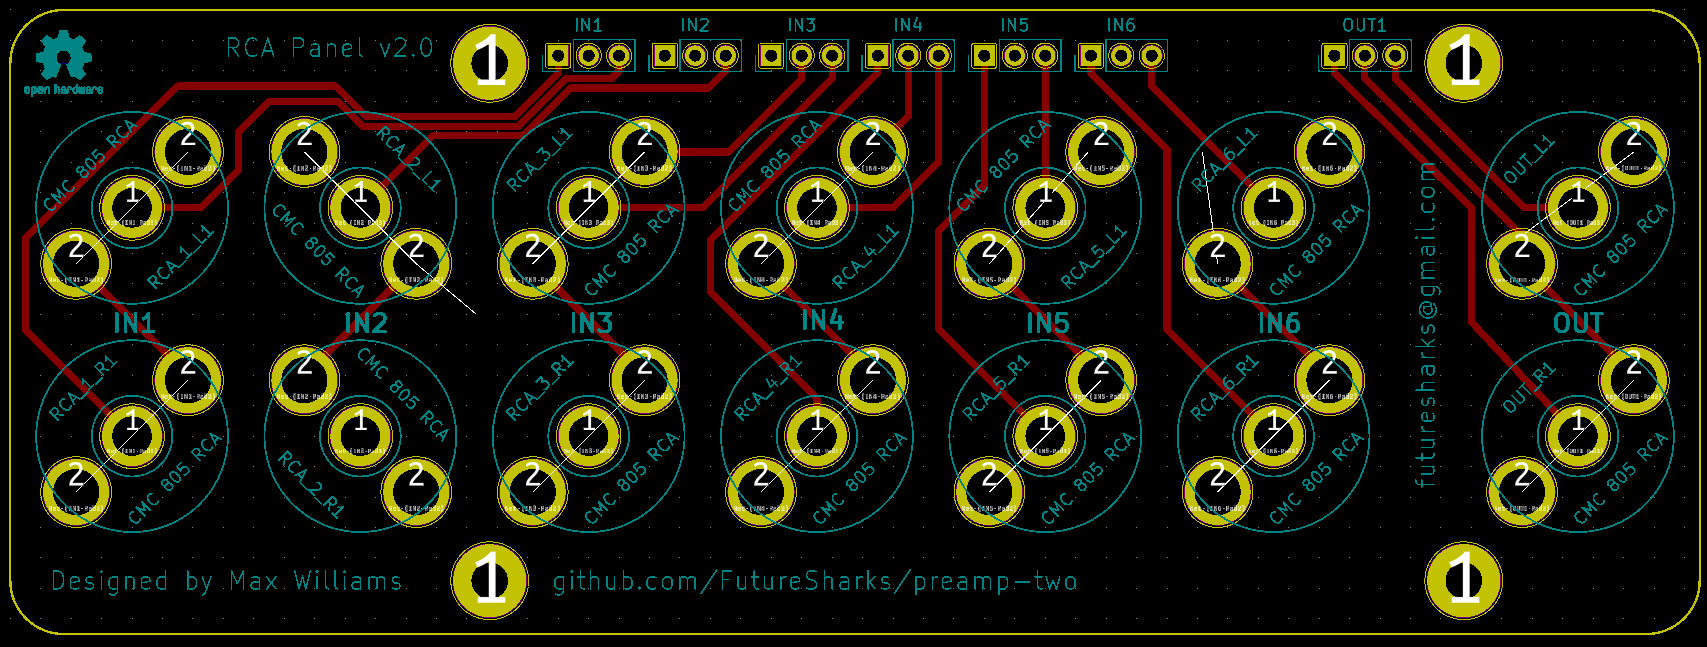 IN1 IN2 IN3 IN4 IN5 IN6 OUT1
RCA Panel v2.0
open hardware
1 1
CMC 805 RCA
2
1
2
RCA_1_L1
2
RCA_2_L1
1
CMC 805 RCA
2
RCA_3_L1
2
1
2
CMC 805 RCA
CMC 805 RCA
2
1
2
RCA_4_L1
CMC 805 RCA
2
1
2
RCA_5_L1
RCA_6_L1
2
1
2
CMC 805 RCA
OUT_L1
2
1
2
CMC 805 RCA
futuresharks@gmail.com
IN1 IN2 IN3 IN4 IN5 IN6 OUT
RCA_1_R1
2
1
2
CMC 805 RCA
2
CMC 805 RCA
1
RCA_2_R1
2
RCA_3_R1
2
1
2
CMC 805 RCA
RCA_4_R1
2
1
2
CMC 805 RCA
RCA_5_R1
2
1
2
CMC 805 RCA
RCA_6_R1
2
1
2
CMC 805 RCA
OUT_R1
2
1
2
CMC 805 RCA
1 1
Designed by Max Williams
github.com/FutureSharks/preamp-two